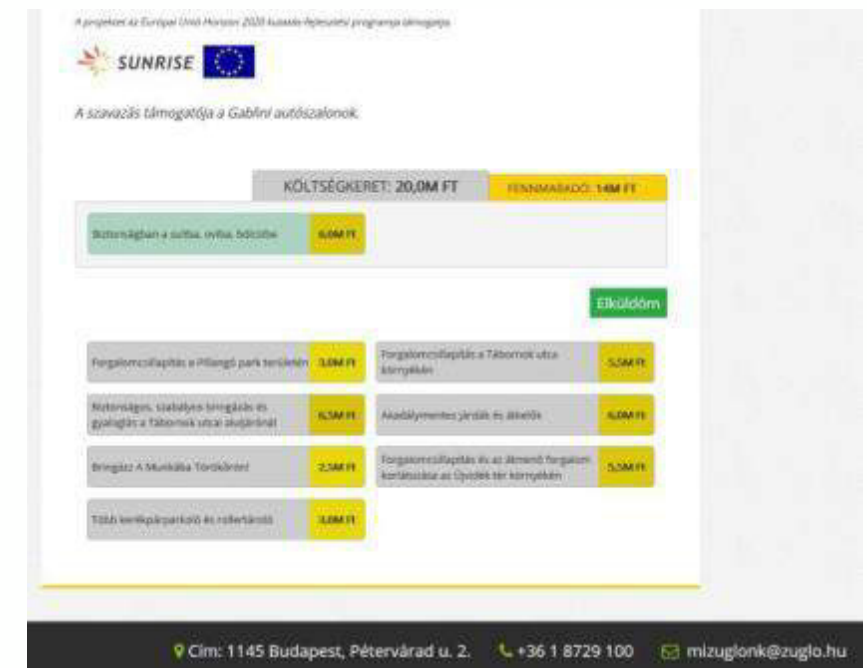 A projektet az Európai Unió Horizon 2020 kutatás-fejlesztési programja támogatja.
SUNRISE
A szavazás támogatója a Gablini autószalonok.
KÖLTSÉGKERET: 20,0M FT
FENNMARADÓ: 14M FT
Biztonságban a suliba, oviba, bölcsibe
6,0M Ft
Elküldöm
Forgalomcsillapítás a Pillangó park területén
3,0M Ft
Forgalomcsillapítás a Tábornok utca
környékén
5,5M Ft
Biztonságos, szabályos bringázás és
gyaloglás a Tábornok utcai aluljárónál
6,5M Ft
Akadálymentes járdák és átkelők
6,0M Ft
Bringázz A Munkába Törökőrön!
2,5M Ft
Forgalomcsillapítás és az átmenő forgalom
korlátozása az Újvidék tér környékén
5,5M Ft
Több kerékpárparkoló és rollertároló
3,0M Ft
Cím: 1145 Budapest, Pétervárad u. 2.
+36 1 8729 100
mizuglonk@zuglo.hu